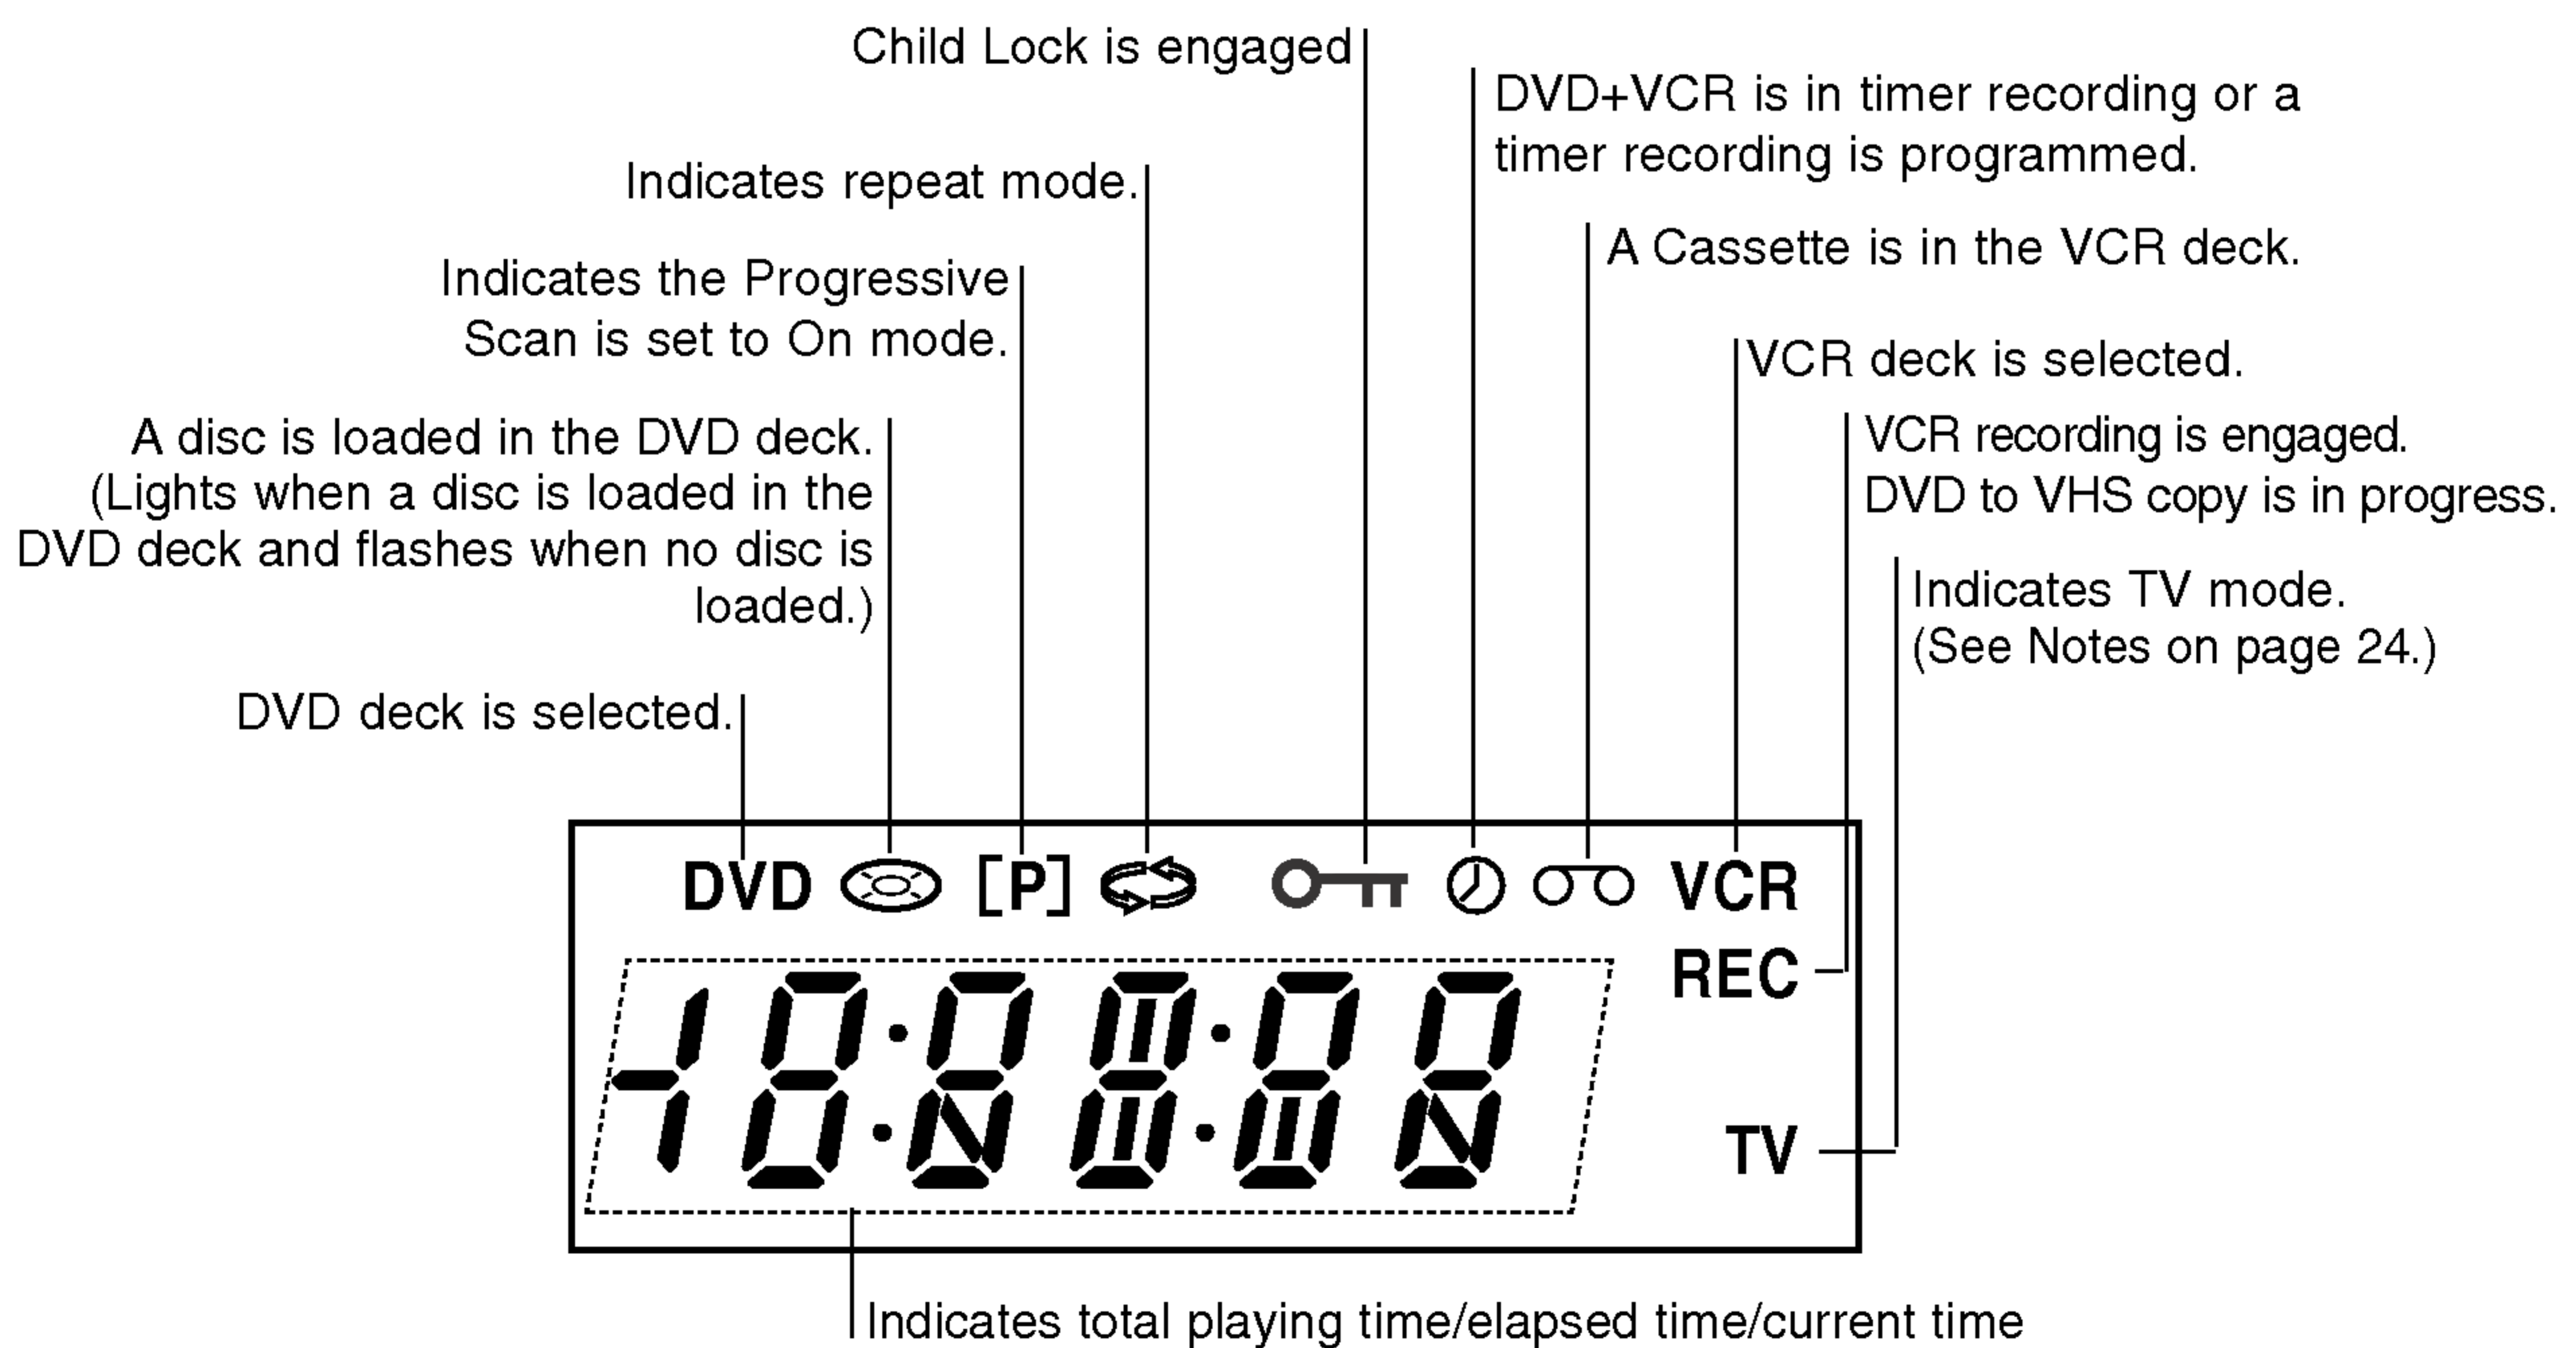 Child Lock is engaged
DVD+VCR is in timer recording or a
timer recording is programmed.
Indicates repeat mode.
A Cassette is in the VCR deck.
Indicates the Progressive
Scan is set to On mode.
VCR deck is selected.
A disc is loaded in the DVD deck.
(Lights when a disc is loaded in the
DVD deck and flashes when no disc is
loaded.)
VCR recording is engaged.
DVD to VHS copy is in progress.
Indicates TV mode.
(See Notes on page 24.)
DVD deck is selected.
DVD [P] VCR
REC
TV
Indicates total playing time/elapsed time/current time